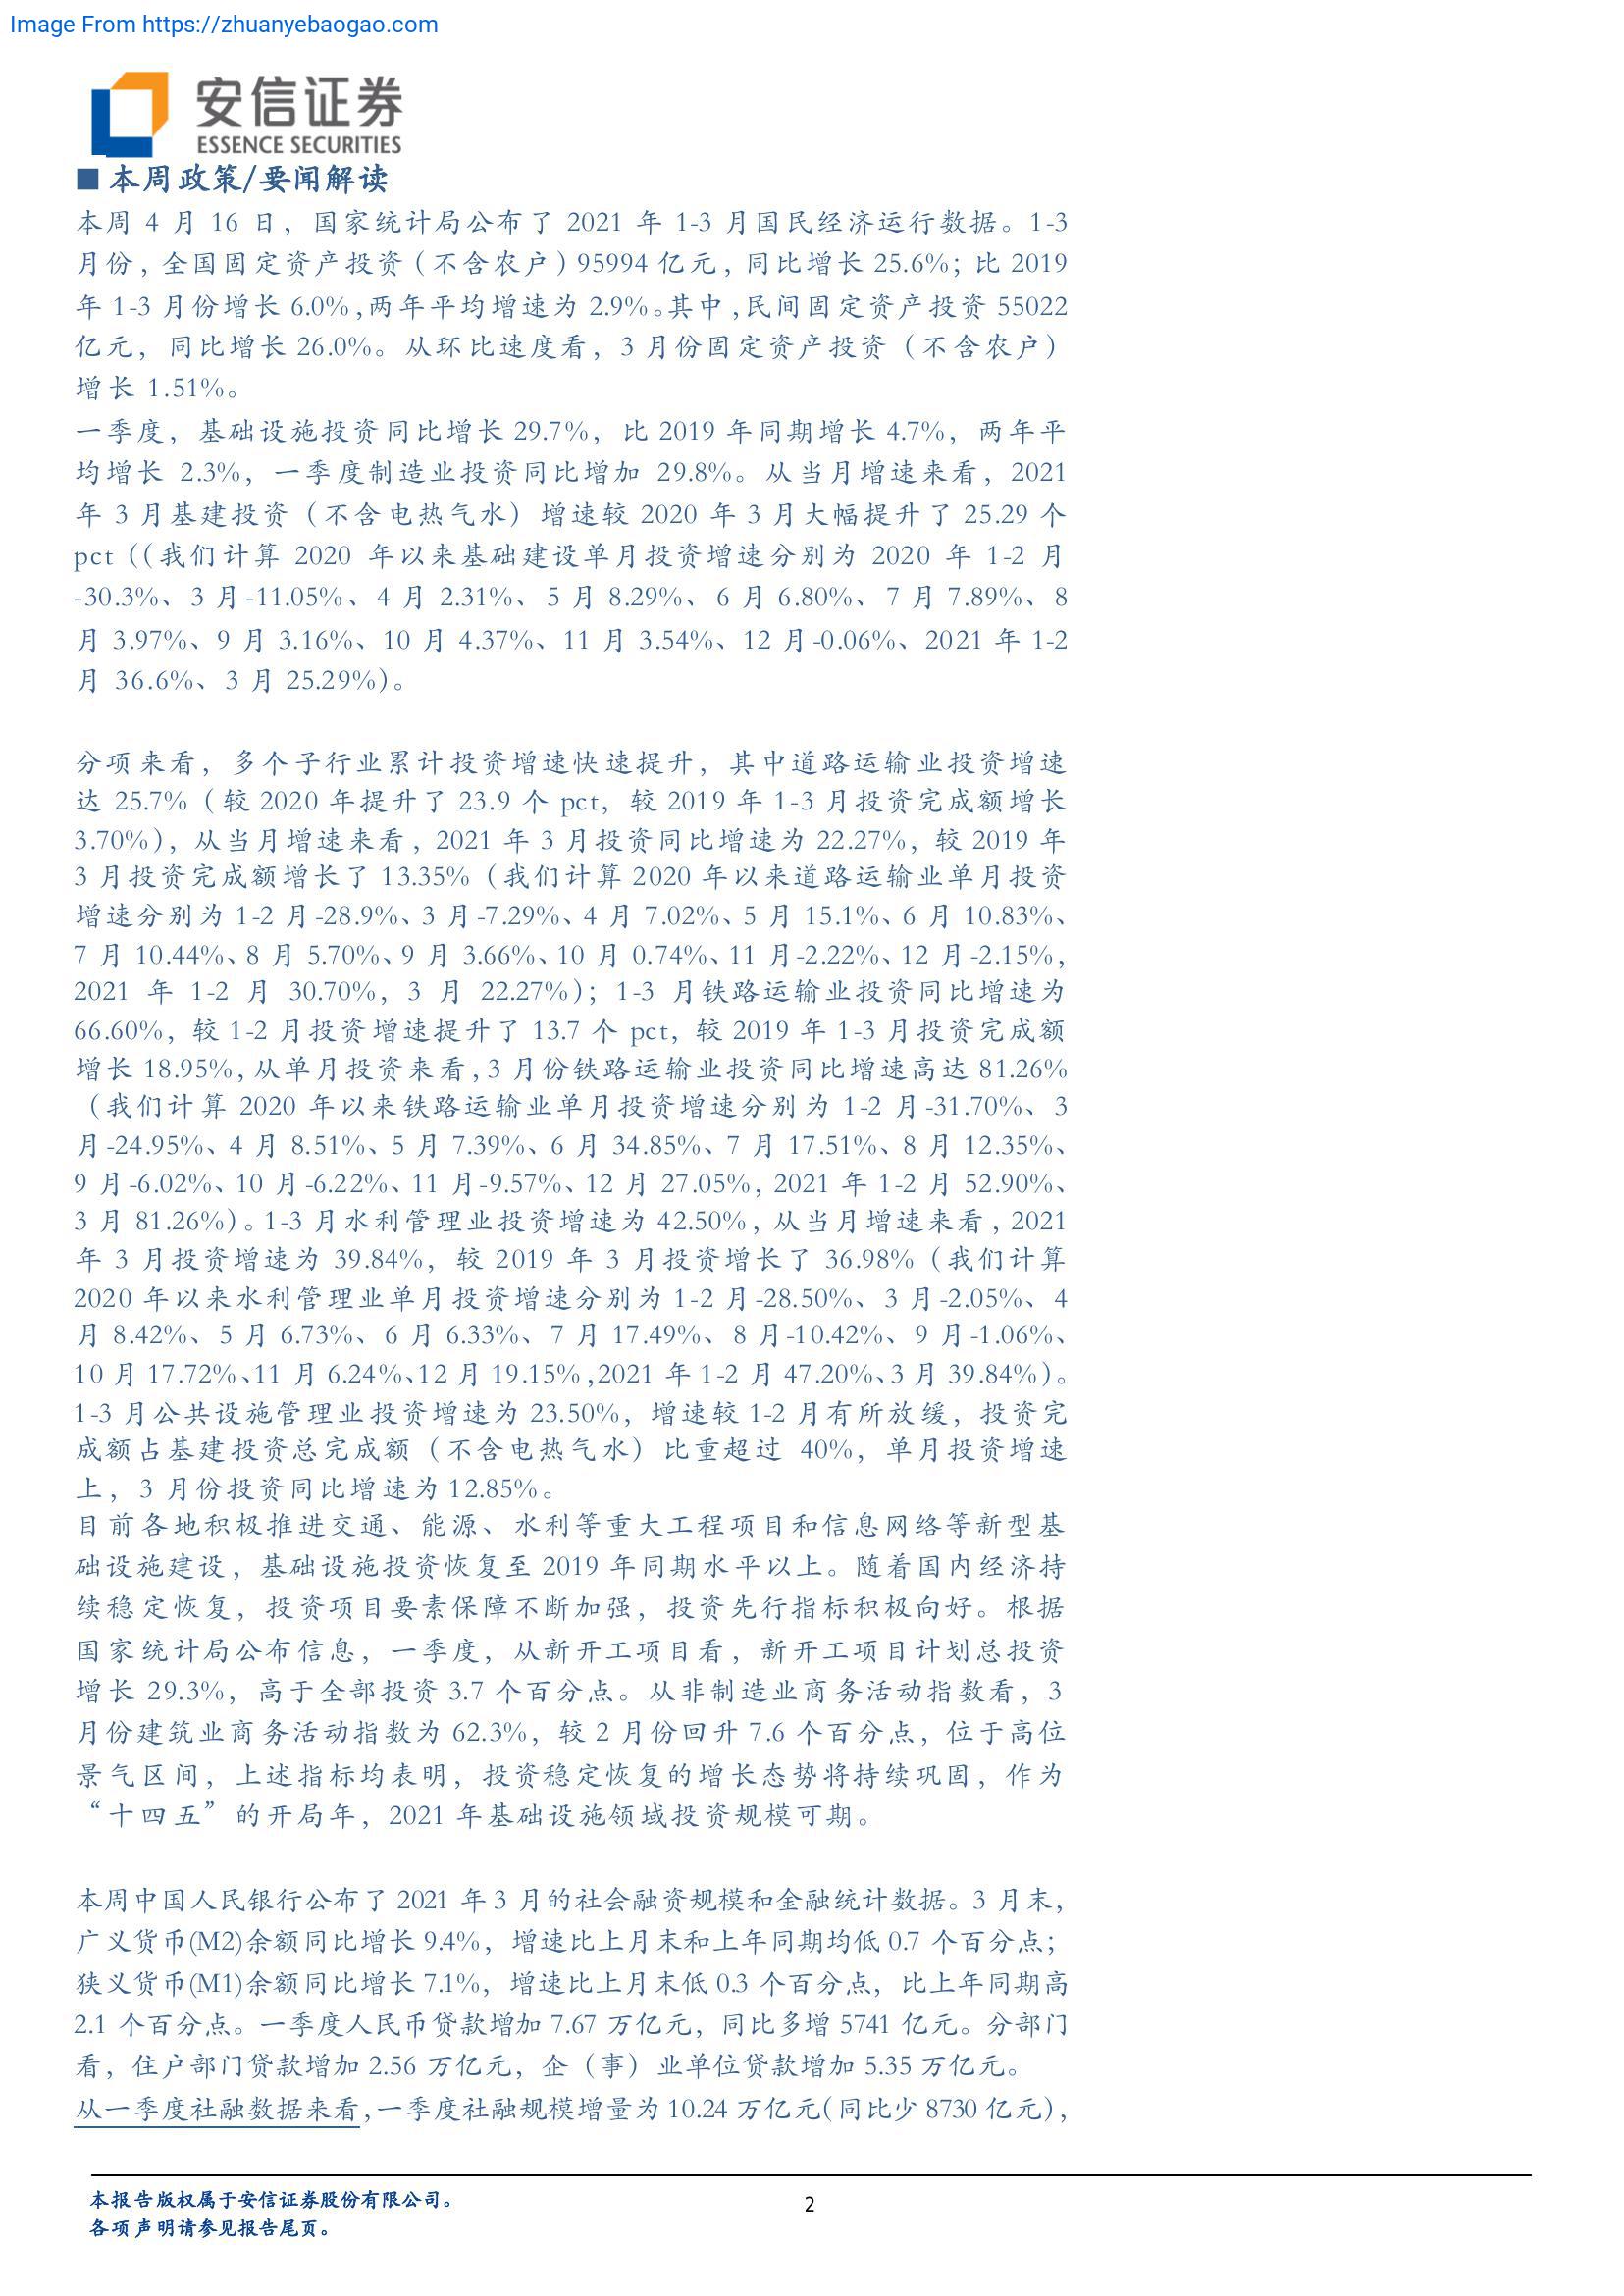 Image From https://zhuanyebaogao.com
安信证券
ESSENCE SECURITIES
■本周政策/要闻解读
本周 4 月 16 日，国家统计局公布了 2021 年 1-3 月国民经济运行数据。1-3
月份，全国固定资产投资（不含农户）95994 亿元，同比增长 25.6%；比 2019
年 1-3 月份增长 6.0%，两年平均增速为 2.9%。其中，民间固定资产投资 55022
亿元，同比增长 26.0%。从环比速度看，3 月份固定资产投资（不含农户）
增长 1.51%。
一季度，基础设施投资同比增长 29.7%，比 2019 年同期增长 4.7%，两年平
均增长 2.3%，一季度制造业投资同比增加 29.8%。从当月增速来看，2021
年 3 月基建投资（不含电热气水）增速较 2020 年 3 月大幅提升了 25.29 个
pct（(我们计算 2020 年以来基础建设单月投资增速分别为 2020 年 1-2 月
-30.3%、3 月-11.05%、4 月 2.31%、5 月 8.29%、6 月 6.80%、7 月 7.89%、8
月 3.97%、9 月 3.16%、10 月 4.37%、11 月 3.54%、12 月-0.06%、2021 年 1-2
月 36.6%、3 月 25.29%)。
分项来看，多个子行业累计投资增速快速提升，其中道路运输业投资增速
达 25.7%（较 2020 年提升了 23.9 个 pct，较 2019 年 1-3 月投资完成额增长
3.70%），从当月增速来看，2021 年 3 月投资同比增速为 22.27%，较 2019 年
3 月投资完成额增长了 13.35%（我们计算 2020 年以来道路运输业单月投资
增速分别为 1-2 月-28.9%、3 月-7.29%、4 月 7.02%、5 月 15.1%、6 月 10.83%、
7 月 10.44%、8 月 5.70%、9 月 3.66%、10 月 0.74%、11 月-2.22%、12 月-2.15%，
2021 年 1-2 月 30.70%，3 月 22.27%）；1-3 月铁路运输业投资同比增速为
66.60%，较 1-2 月投资增速提升了 13.7 个 pct，较 2019 年 1-3 月投资完成额
增长 18.95%，从单月投资来看，3 月份铁路运输业投资同比增速高达 81.26%
（我们计算 2020 年以来铁路运输业单月投资增速分别为 1-2 月-31.70%、3
月-24.95%、4 月 8.51%、5 月 7.39%、6 月 34.85%、7 月 17.51%、8 月 12.35%、
9 月-6.02%、10 月-6.22%、11 月-9.57%、12 月 27.05%，2021 年 1-2 月 52.90%、
3 月 81.26%）。1-3 月水利管理业投资增速为 42.50%，从当月增速来看，2021
年 3 月投资增速为 39.84%，较 2019 年 3 月投资增长了 36.98%（我们计算
2020 年以来水利管理业单月投资增速分别为 1-2 月-28.50%、3 月-2.05%、4
月 8.42%、5 月 6.73%、6 月 6.33%、7 月 17.49%、8 月-10.42%、9 月-1.06%、
10 月 17.72%、11 月 6.24%、12 月 19.15%，2021 年 1-2 月 47.20%、3 月 39.84%）。
1-3 月公共设施管理业投资增速为 23.50%，增速较 1-2 月有所放缓，投资完
成额占基建投资总完成额（不含电热气水）比重超过 40%，单月投资增速
上，3 月份投资同比增速为 12.85%。
目前各地积极推进交通、能源、水利等重大工程项目和信息网络等新型基
础设施建设，基础设施投资恢复至 2019 年同期水平以上。随着国内经济持
续稳定恢复，投资项目要素保障不断加强，投资先行指标积极向好。根据
国家统计局公布信息，一季度，从新开工项目看，新开工项目计划总投资
增长 29.3%，高于全部投资 3.7 个百分点。从非制造业商务活动指数看，3
月份建筑业商务活动指数为 62.3%，较 2 月份回升 7.6 个百分点，位于高位
景气区间，上述指标均表明，投资稳定恢复的增长态势将持续巩固，作为
“十四五”的开局年，2021 年基础设施领域投资规模可期。
本周中国人民银行公布了 2021 年 3 月的社会融资规模和金融统计数据。3 月末，
广义货币(M2)余额同比增长 9.4%，增速比上月末和上年同期均低 0.7 个百分点；
狭义货币(M1)余额同比增长 7.1%，增速比上月末低 0.3 个百分点，比上年同期高
2.1 个百分点。一季度人民币贷款增加 7.67 万亿元，同比多增 5741 亿元。分部门
看，住户部门贷款增加 2.56 万亿元，企（事）业单位贷款增加 5.35 万亿元。
从一季度社融数据来看，一季度社融规模增量为 10.24 万亿元(同比少 8730 亿元)，
本报告版权属于安信证券股份有限公司。
2
各项声明请参见报告尾页。